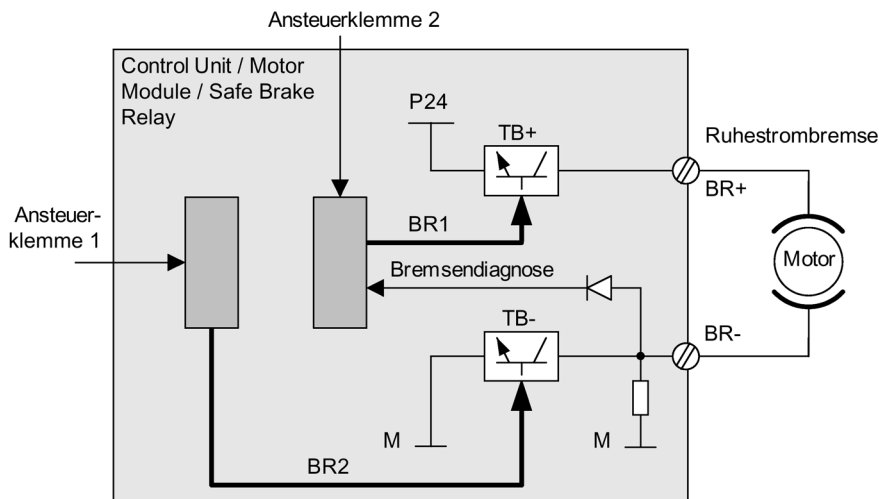 Ansteuerklemme 2
Control Unit / Motor
Module / Safe Brake
Relay
P24
TB+
Ruhestrombremse
BR+
Ansteuer-
klemme 1
BR1
Motor
Bremsendiagnose
TB-
BR-
M
M
BR2